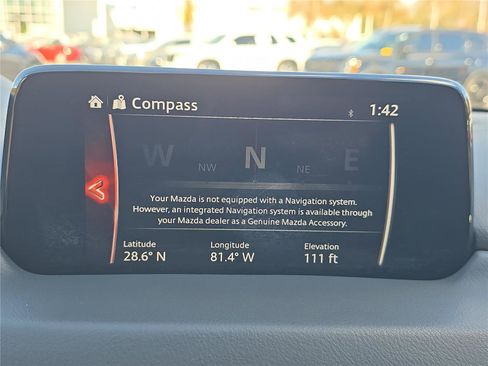 Compass
1:42
W NW N NE E
Your Mazda is not equipped with a Navigation system.
However, an integrated Navigation system is available through
your Mazda dealer as a Genuine Mazda Accessory.
Latitude Longitude Elevation
28.6° N 81.4° W 111 ft